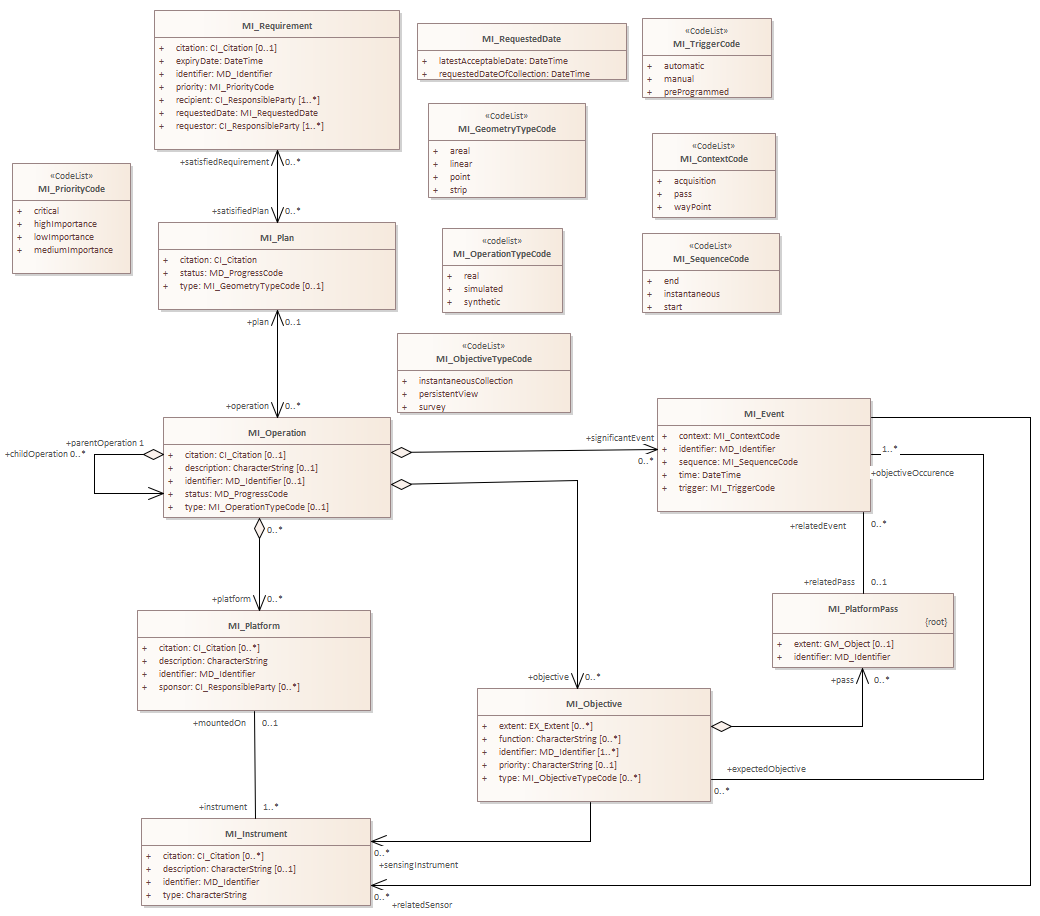 MI_Requirement
+ citation: CI_Citation [0..1]
+ expiryDate: DateTime
+ identifier: MD_Identifier
+ priority: MI_PriorityCode
+ recipient: CI_ResponsibleParty [1..*]
+ requestedDate: MI_RequestedDate
+ requestor: CI_ResponsibleParty [1..*]
MI_RequestedDate
+ latestAcceptableDate: DateTime
+ requestedDateOfCollection: DateTime
«CodeList»
MI_TriggerCode
+ automatic
+ manual
+ preProgrammed
«CodeList»
MI_GeometryTypeCode
+ areal
+ linear
+ point
+ strip
«CodeList»
MI_ContextCode
+ acquisition
+ pass
+ wayPoint
+satisfiedRequirement 0..*
«CodeList»
MI_PriorityCode
+ critical
+ highImportance
+ lowImportance
+ mediumImportance
+satisifiedPlan 0..*
MI_Plan
+ citation: CI_Citation
+ status: MD_ProgressCode
+ type: MI_GeometryTypeCode [0..1]
«codelist»
MI_OperationTypeCode
+ real
+ simulated
+ synthetic
«CodeList»
MI_SequenceCode
+ end
+ instantaneous
+ start
+plan 0..1
«CodeList»
MI_ObjectiveTypeCode
+ instantaneousCollection
+ persistentView
+ survey
+operation 0..*
MI_Operation
+ citation: CI_Citation [0..1]
+ description: CharacterString [0..1]
+ identifier: MD_Identifier [0..1]
+ status: MD_ProgressCode
+ type: MI_OperationTypeCode [0..1]
+parentOperation 1
+childOperation 0..*
+significantEvent
0..*
MI_Event
+ context: MI_ContextCode
+ identifier: MD_Identifier
+ sequence: MI_SequenceCode
+ time: DateTime
+ trigger: MI_TriggerCode
1..*
+objectiveOccurence
+relatedEvent 0..*
0..*
+relatedPass 0..1
+platform 0..*
MI_Platform
+ citation: CI_Citation [0..*]
+ description: CharacterString
+ identifier: MD_Identifier
+ sponsor: CI_ResponsibleParty [0..*]
MI_PlatformPass
{root}
+ extent: GM_Object [0..1]
+ identifier: MD_Identifier
+objective 0..*
+pass 0..*
MI_Objective
+ extent: EX_Extent [0..*]
+ function: CharacterString [0..*]
+ identifier: MD_Identifier [1..*]
+ priority: CharacterString [0..1]
+ type: MI_ObjectiveTypeCode [0..*]
+mountedOn 0..1
+expectedObjective
0..*
+instrument 1..*
MI_Instrument
+ citation: CI_Citation [0..*]
+ description: CharacterString [0..1]
+ identifier: MD_Identifier
+ type: CharacterString
0..*
+sensingInstrument
0..*
+relatedSensor